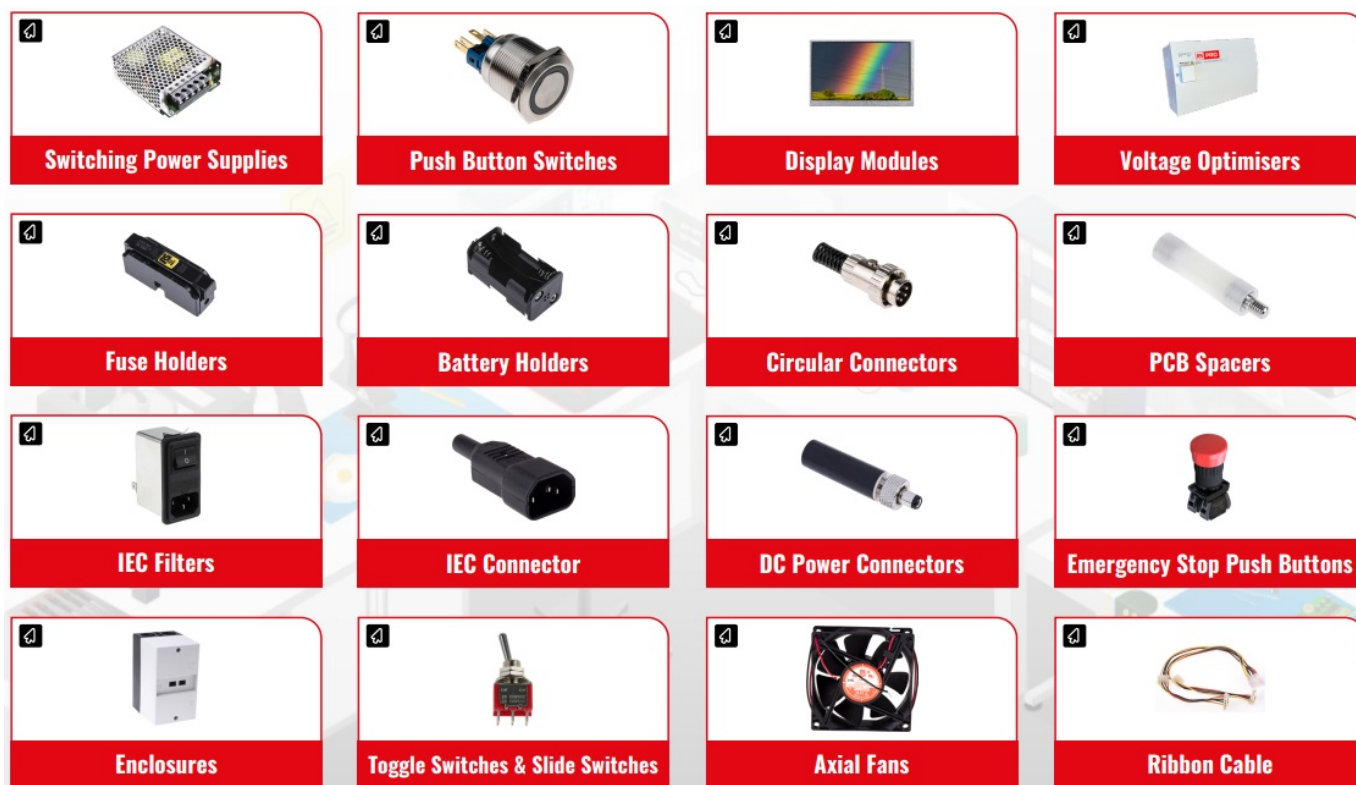 Switching Power Supplies
Push Button Switches
Display Modules
PRO
Voltage Optimisers
Fuse Holders
Battery Holders
Circular Connectors
PCB Spacers
IEC Filters
IEC Connector
DC Power Connectors
Emergency Stop Push Buttons
Enclosures
Toggle Switches & Slide Switches
Axial Fans
Ribbon Cable